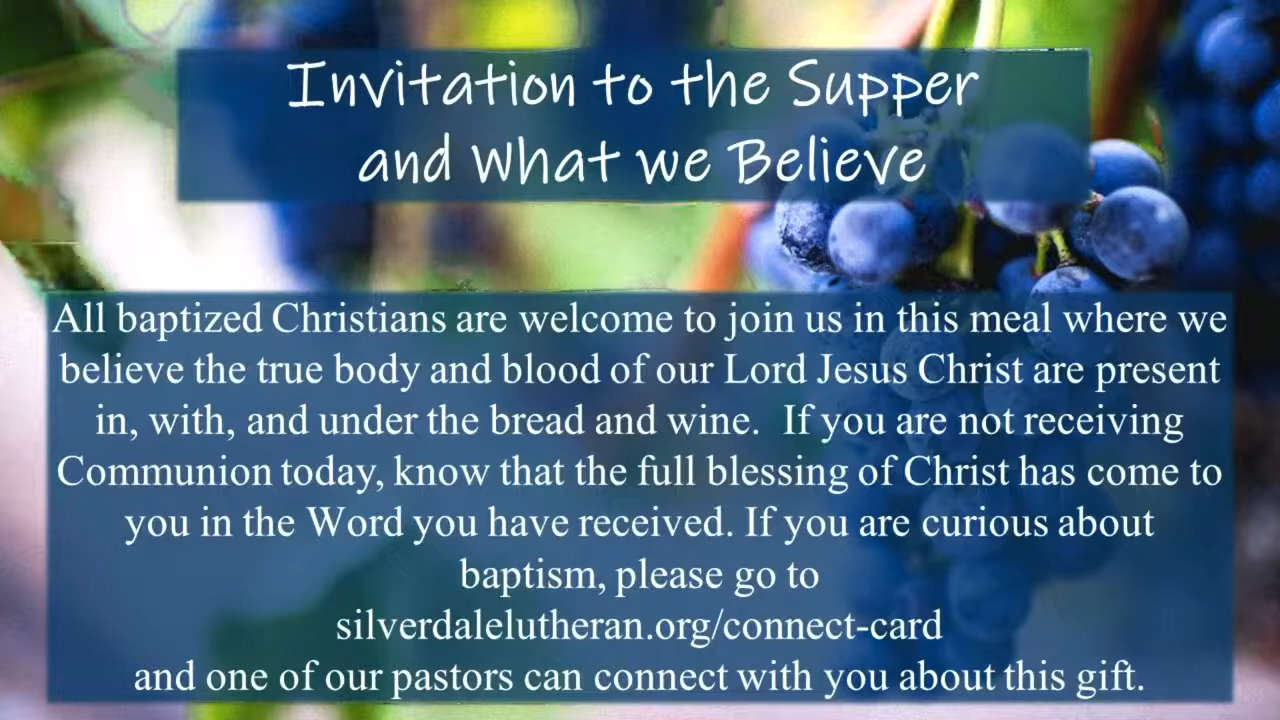 Invitation to the Supper
and What we Believe
All baptized Christians are welcome to join us in this meal where we
believe the true body and blood of our Lord Jesus Christ are present
in, with, and under the bread and wine.  If you are not receiving
Communion today, know that the full blessing of Christ has come to
you in the Word you have received. If you are curious about
baptism, please go to
silverdalelutheran.org/connect-card
and one of our pastors can connect with you about this gift.